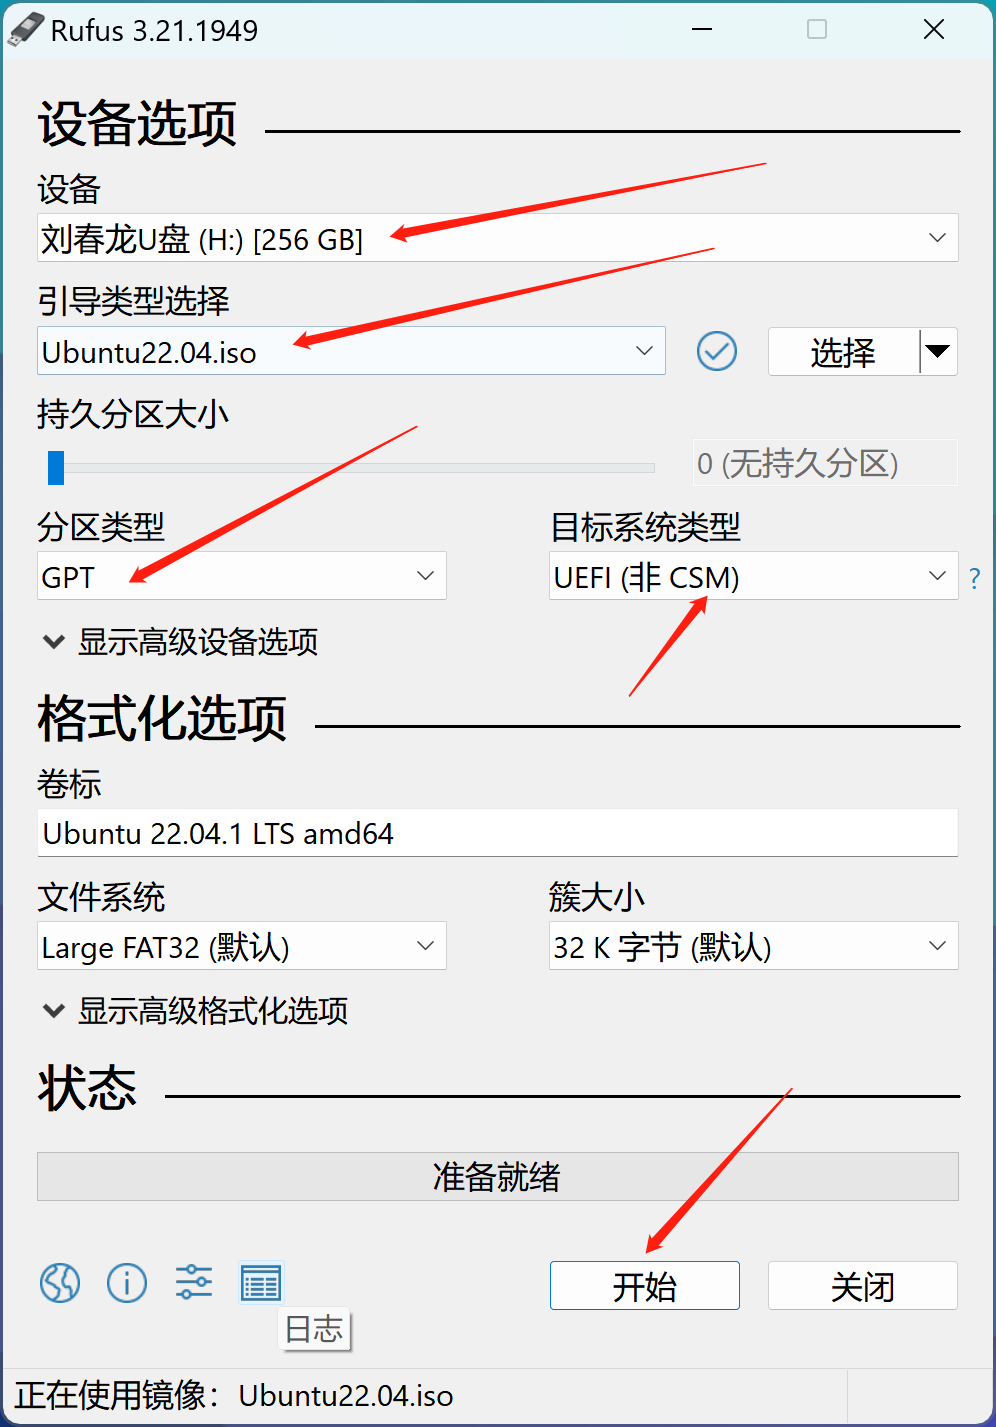 Rufus 3.21.1949
设备选项
设备
刘春龙U盘 (H:) [256 GB]
引导类型选择
Ubuntu22.04.iso
选择
持久分区大小
0 (无持久分区)
分区类型
目标系统类型
GPT
UEFI (非 CSM)
?
显示高级设备选项
格式化选项
卷标
Ubuntu 22.04.1 LTS amd64
文件系统
簇大小
Large FAT32 (默认)
32 K 字节 (默认)
显示高级格式化选项
状态
准备就绪
开始
关闭
日志
正在使用镜像：Ubuntu22.04.iso